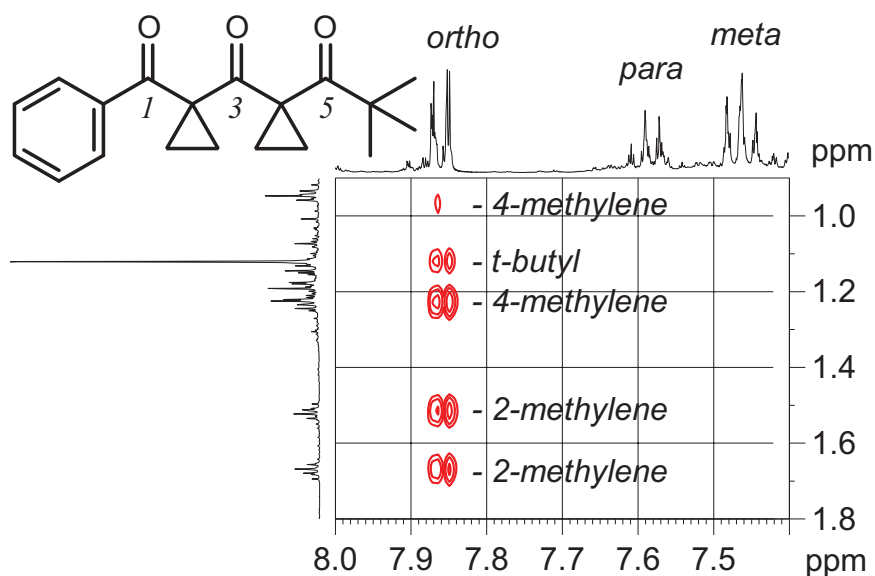 O O O
1 3 5
ortho
para
meta
ppm
- 4-methylene
1.0
- t-butyl
1.2
- 4-methylene
1.4
- 2-methylene
1.6
- 2-methylene
1.8
8.0 7.9 7.8 7.7 7.6 7.5 ppm